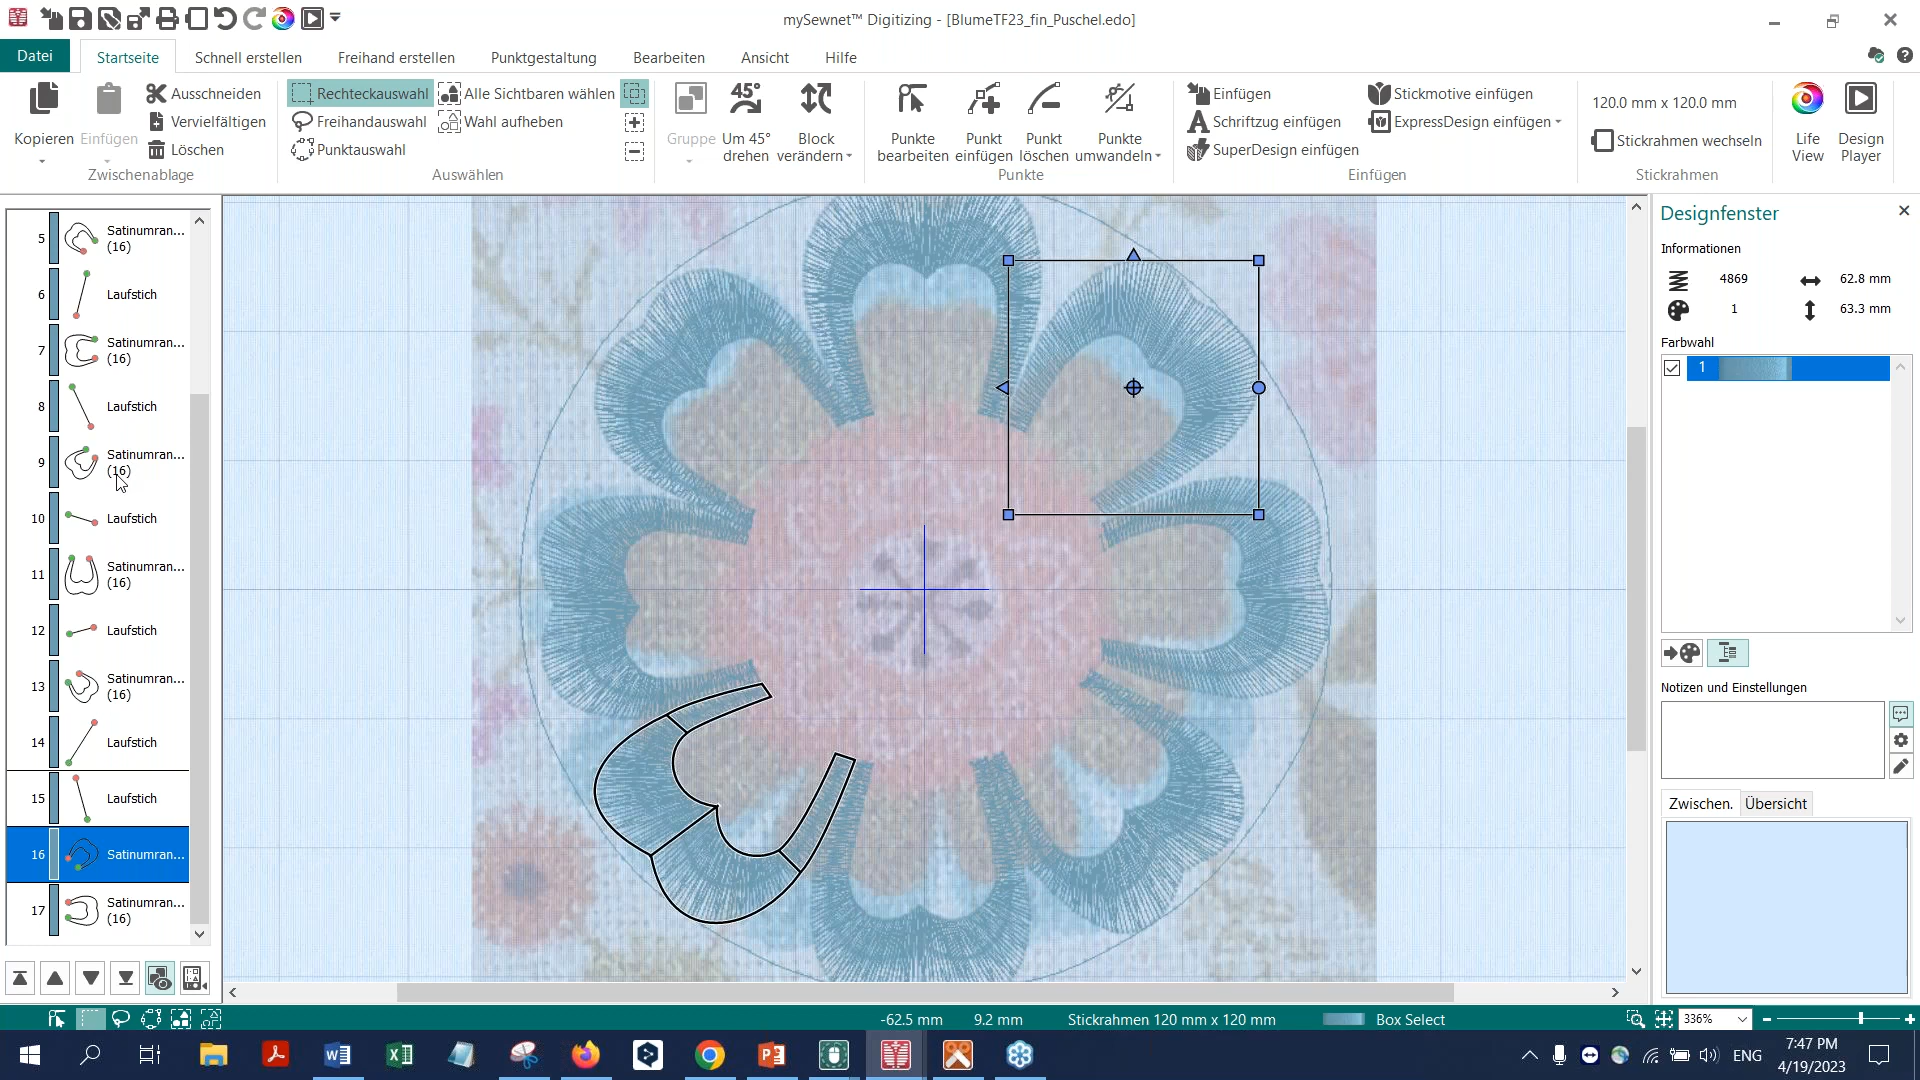 mySewnet™ Digitizing - [BlumeTF23_fin_Puschel.edo]
Datei
Startseite
Schnell erstellen
Freihand erstellen
Punktgestaltung
Bearbeiten
Ansicht
Hilfe
Kopieren
Einfügen
Ausschneiden
Vervielfältigen
Löschen
Zwischenablage
Rechteckauswahl
Freihandauswahl
Punktauswahl
Alle Sichtbaren wählen
Wahl aufheben
Auswählen
Gruppe
45°
Um 45°
drehen
Block
verändern
Punkte
bearbeiten
Punkt
einfügen
Punkt
löschen
Punkte
umwandeln
Punkte
Einfügen
Schriftzug einfügen
SuperDesign einfügen
Stickmotive einfügen
ExpressDesign einfügen
Einfügen
120.0 mm x 120.0 mm
Stickrahmen wechseln
Stickrahmen
Life
View
Design
Player
5 Satinumran...
(16)
6 Laufstich
7 Satinumran...
(16)
8 Laufstich
9 Satinumran...
(16)
10 Laufstich
11 Satinumran...
(16)
12 Laufstich
13 Satinumran...
(16)
14 Laufstich
15 Laufstich
16 Satinumran...
17 Satinumran...
(16)
Designfenster
Informationen
4869 62.8 mm
1 63.3 mm
Farbwahl
1
Notizen und Einstellungen
Zwischen. Übersicht
-62.5 mm 9.2 mm Stickrahmen 120 mm x 120 mm Box Select 336%
ENG
7:47 PM
4/19/2023